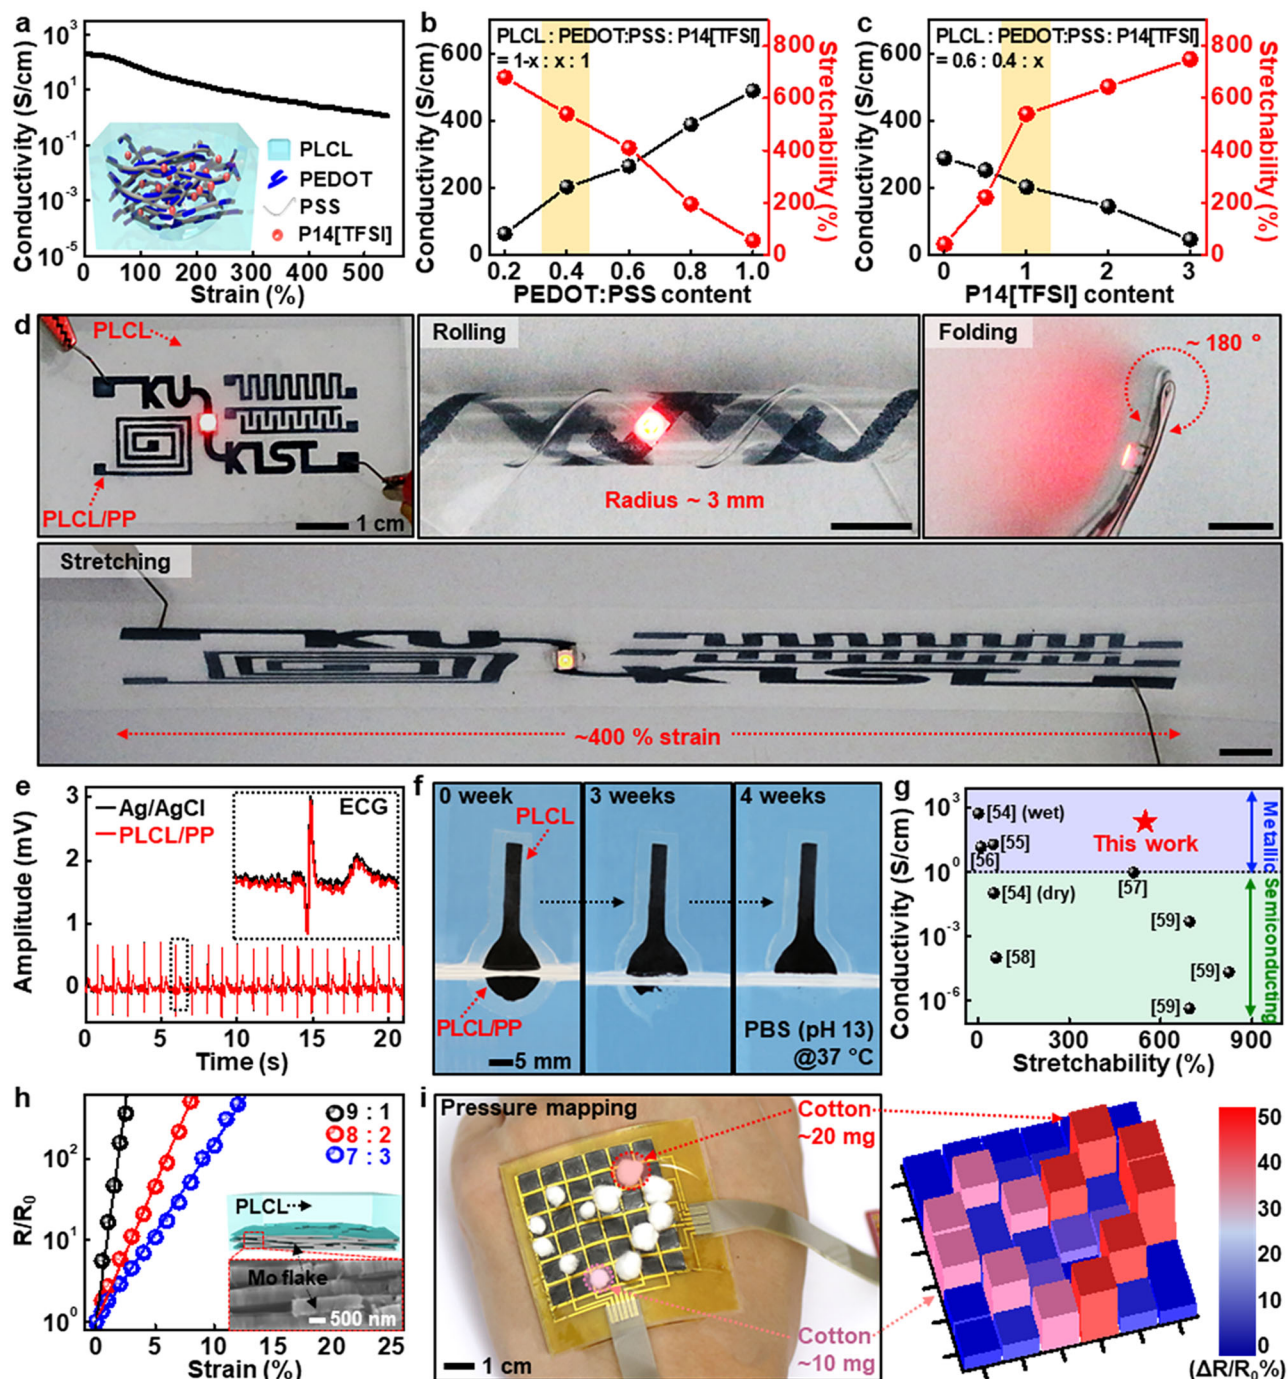 a
Conductivity (S/cm)
10³
10¹
10⁻¹
10⁻³
10⁻⁵
0 100 200 300 400 500
Strain (%)
PLCL
PEDOT
PSS
P14[TFSI]
b
PLCL : PEDOT:PSS : P14[TFSI]
= 1-x : x : 1
Conductivity (S/cm)
600
400
200
0
0.2 0.4 0.6 0.8 1.0
PEDOT:PSS content
800
600
400
200
0
Stretchability (%)
c
PLCL : PEDOT:PSS : P14[TFSI]
= 0.6 : 0.4 : x
Conductivity (S/cm)
600
400
200
0
0 1 2 3
P14[TFSI] content
800
600
400
200
0
Stretchability (%)
d
PLCL
KU
KIST
PLCL/PP
1 cm
Rolling
Radius ~ 3 mm
Folding
~ 180 °
Stretching
KU
KIST
~400 % strain
e
Amplitude (mV)
3
2
1
0
Ag/AgCl
PLCL/PP
ECG
0 5 10 15 20
Time (s)
f
0 week
3 weeks
4 weeks
PLCL
PLCL/PP
5 mm
PBS (pH 13)
@37 °C
g
Conductivity (S/cm)
10³
10⁰
10⁻³
10⁻⁶
[54] (wet)
[55]
[56]
This work
[57]
[54] (dry)
[59]
[58]
[59]
[59]
Metallic
Semiconducting
0 300 600 900
Stretchability (%)
h
R/R₀
10²
10¹
10⁰
9 : 1
8 : 2
7 : 3
PLCL
Mo flake
500 nm
0 5 10 15 20 25
Strain (%)
i
Pressure mapping
Cotton
~20 mg
Cotton
~10 mg
1 cm
50
40
30
20
10
0
(ΔR/R₀%)